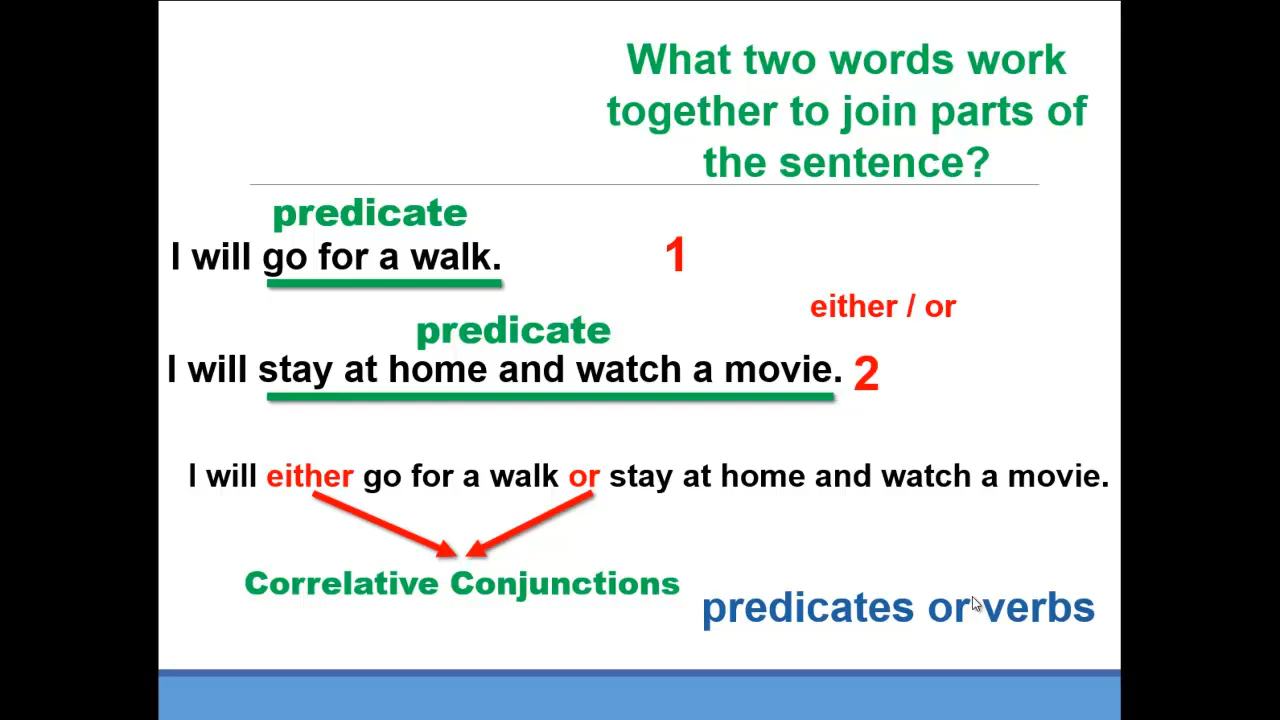 What two words work
together to join parts of
the sentence?
predicate
I will go for a walk.
1
either / or
predicate
I will stay at home and watch a movie.
2
I will either go for a walk or stay at home and watch a movie.
Correlative Conjunctions
predicates or verbs